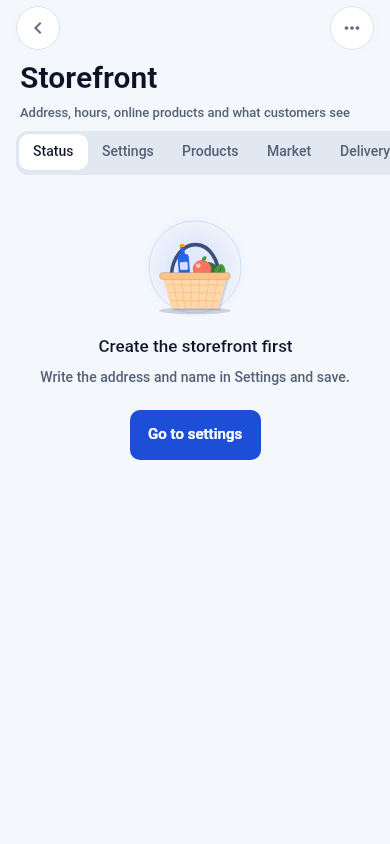 Storefront
Address, hours, online products and what customers see
Status Settings Products Market Delivery
Create the storefront first
Write the address and name in Settings and save.
Go to settings